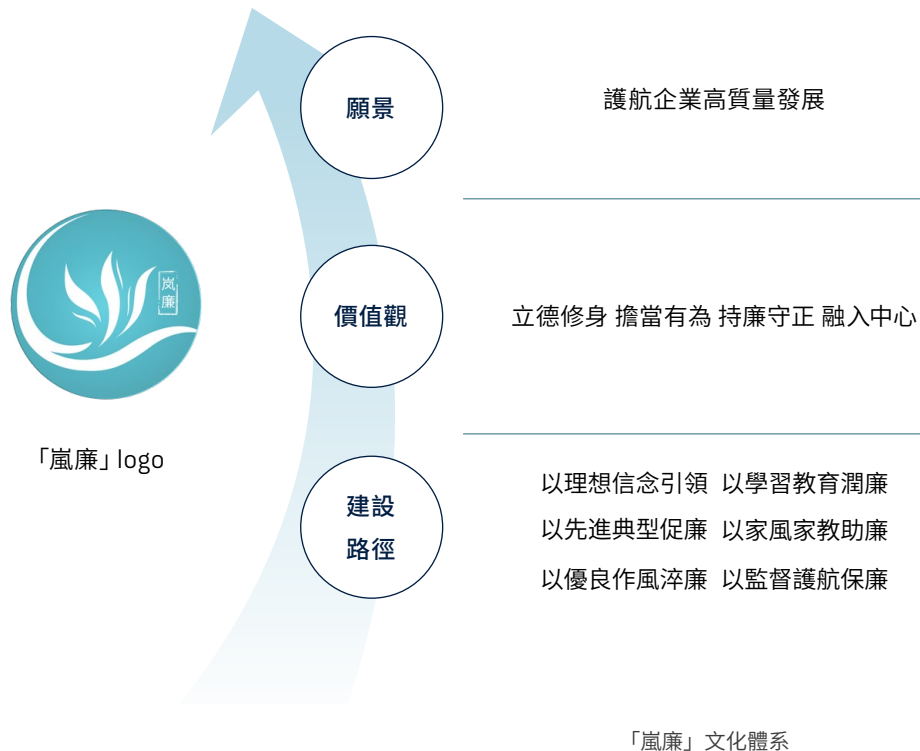 願景
護航企業高質量發展
岚廉
「嵐廉」logo
價值觀
立德修身 擔當有為 持廉守正 融入中心
建設
路徑
以理想信念引領 以學習教育潤廉
以先進典型促廉 以家風家教助廉
以優良作風淬廉 以監督護航保廉
「嵐廉」文化體系